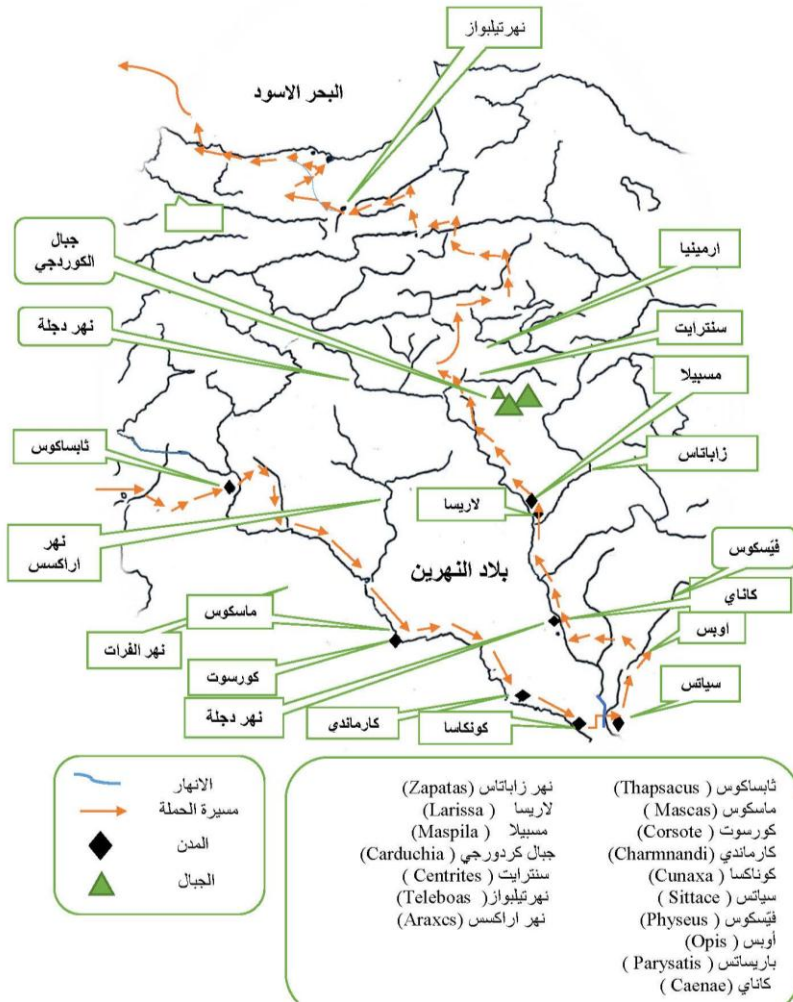 نهرتيلبواز
البحر الاسود
جبال
الكوردجي
ارمينيا
نهر دجلة
سنترايت
مسبيلا
ثابساكوس
زاباتاس
لاريسا
نهر
اراكسس
بلاد النهرين
فيّسكوس
كاناي
ماسكوس
اوبس
نهر الفرات
كورسوت
سياتس
نهر دجلة
كارماندي
كونكاسا
الانهار
مسيرة الحملة
المدن
الجبال
ثابساكوس (Thapsacus)
ماسكوس (Mascas )
كورسوت (Corsote )
كارماندي (Charmnandi)
كوناكسا (Cunaxa)
سياتس (Sittace )
فيّسكوس (Physeus )
أوبس (Opis)
باريساتس (Parysatis )
كاناي (Caenae )
نهر زاباتاس (Zapatas)
لاريسا (Larissa)
مسبيلا (Maspila )
جبال كردورجي (Carduchia)
سنترايت (Centrites )
نهرتيلبواز (Teleboas)
نهر اراكسس (Araxcs)